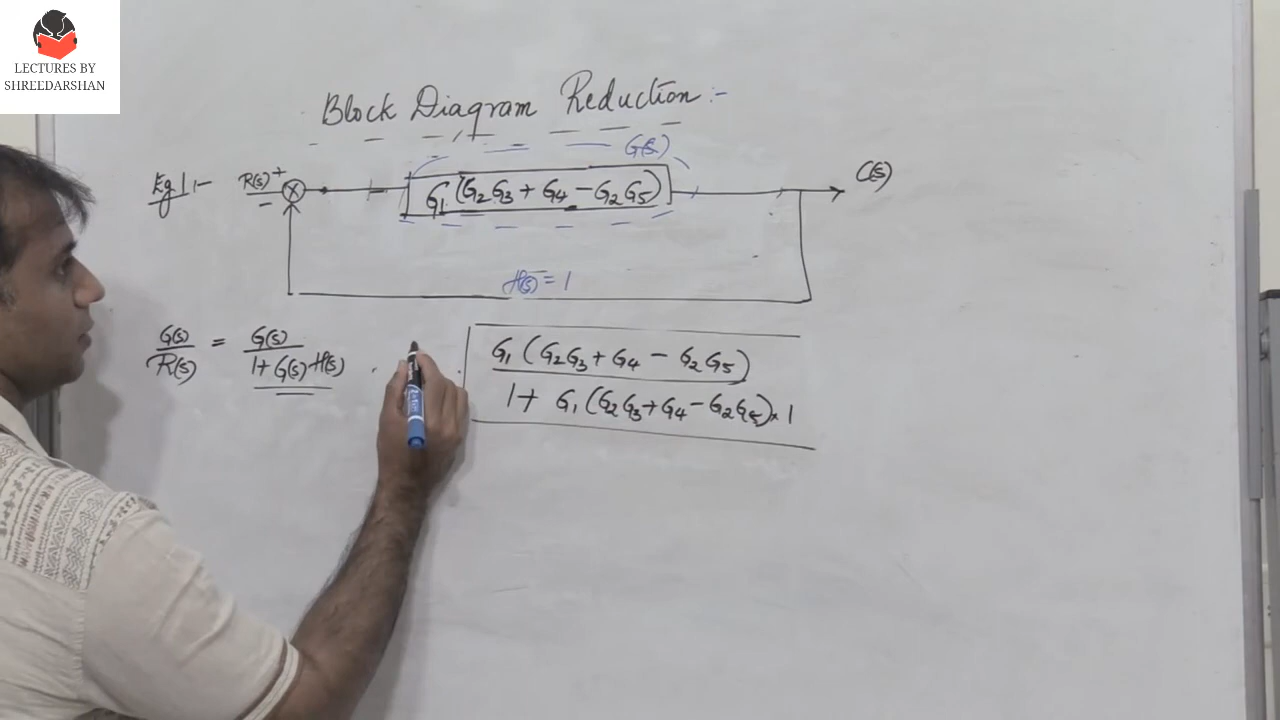 LECTURES BY
SHREEDARSHAN
Block Diagram Reduction :-
Eg 1 :-
R(s) + -
G(s)
G1 (G2G3 + G4 - G2G5)
C(s)
H(s) = 1
C(s)/R(s) = G(s)/(1 + G(s) H(s))
G1 (G2G3 + G4 - G2G5)
1 + G1 (G2G3 + G4 - G2G5) × 1